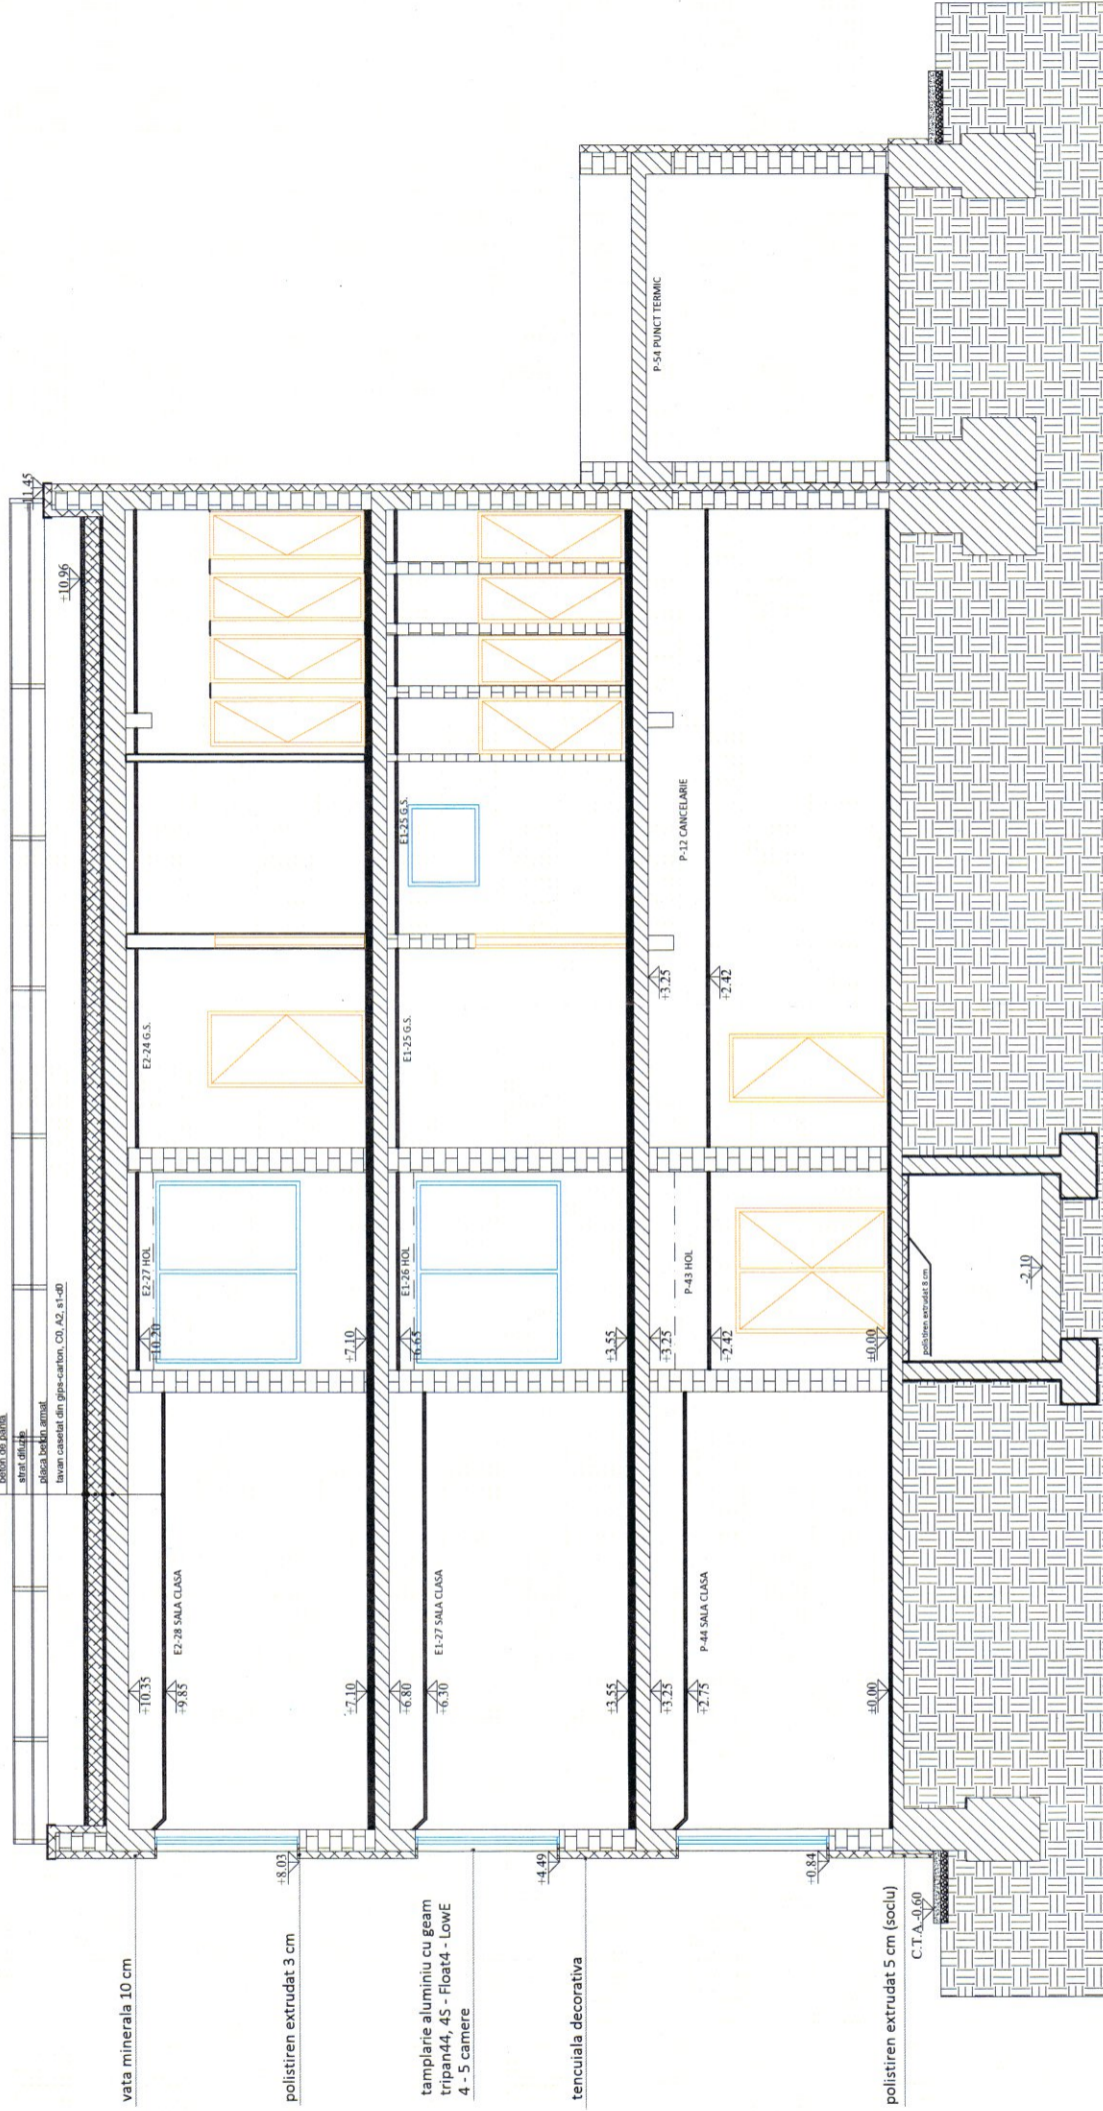 beton de panta
strat difuzie
placa beton armat
tavan casetat din gips-carton, C0, A2, s1-d0
+11.45
+10.96
vata minerala 10 cm
polistiren extrudat 3 cm
tamplarie aluminiu cu geam
tripan44, 4S - Float4 - LowE
4 - 5 camere
tencuiala decorativa
polistiren extrudat 5 cm (soclu)
C.T.A.-0.60
+8.03
+4.49
+0.84
+10.35
+9.85
E2-28 SALA CLASA
+7.10
E2-27 HOL
+10.20
+7.10
E2-24 G.S.
+6.80
+6.30
E1-27 SALA CLASA
+3.55
E1-26 HOL
+6.65
+3.55
E1-25 G.S.
E1-25 G.S.
+3.25
+2.75
P-44 SALA CLASA
±0.00
P-43 HOL
+3.25
+2.42
±0.00
+3.25
+2.42
P-12 CANCELARIE
P-54 PUNCT TERMIC
polistiren extrudat 8 cm
-2.10